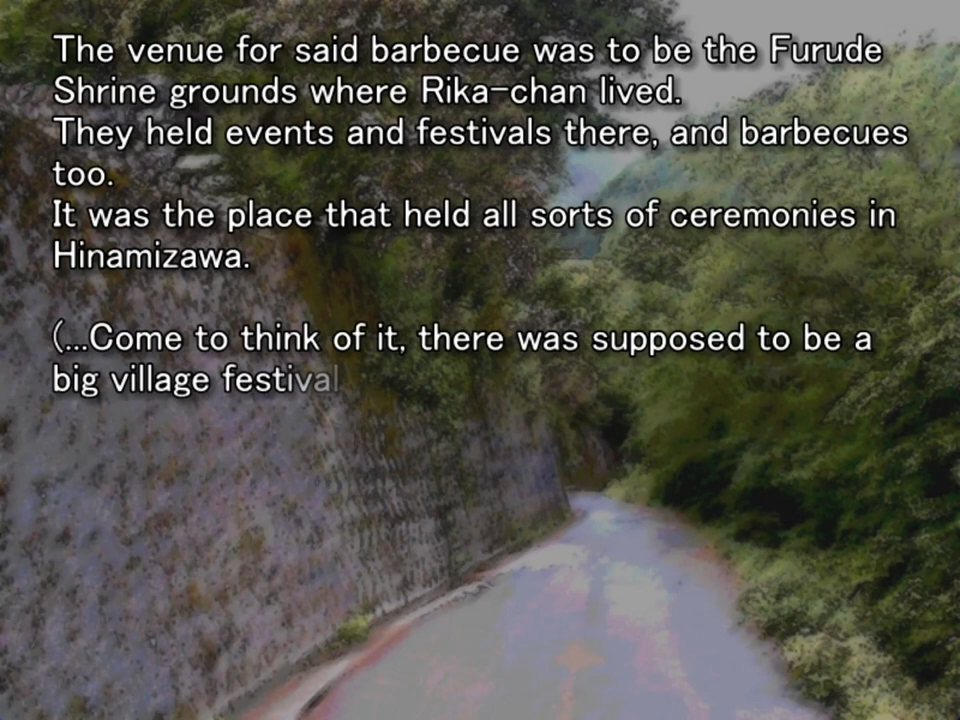 The venue for said barbecue was to be the Furude
Shrine grounds where Rika-chan lived.
They held events and festivals there, and barbecues
too.
It was the place that held all sorts of ceremonies in
Hinamizawa.
(...Come to think of it, there was supposed to be a
big village festival